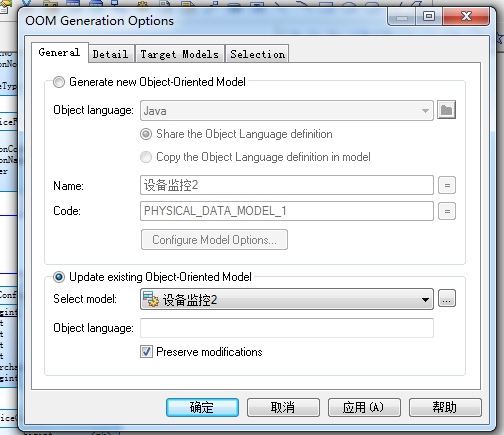 OOM Generation Options
General Detail Target Models Selection
Generate new Object-Oriented Model
Object language: Java
Share the Object Language definition
Copy the Object Language definition in model
Name: 设备监控2 =
Code: PHYSICAL_DATA_MODEL_1 =
Configure Model Options...
Update existing Object-Oriented Model
Select model: 设备监控2 ...
Object language:
Preserve modifications
确定 取消 应用(A) 帮助